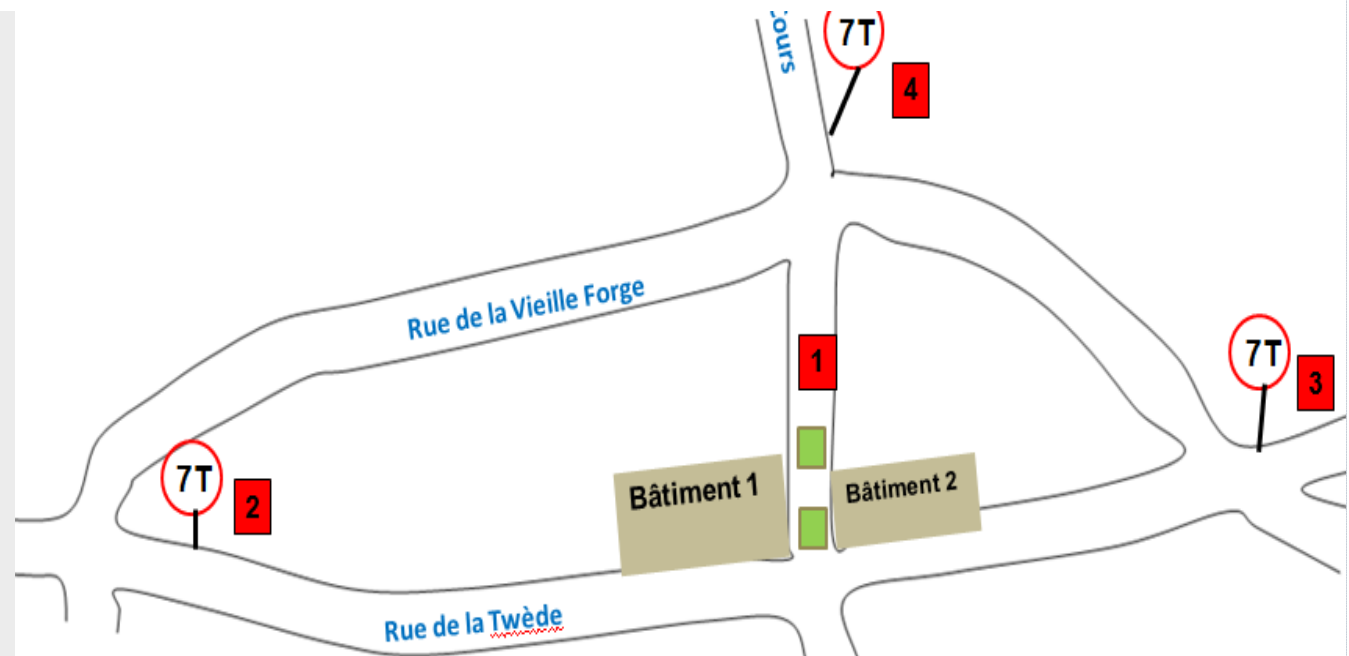 Cours
7T
4
Rue de la Vieille Forge
1
7T
3
7T
2
Bâtiment 1
Bâtiment 2
Rue de la Twède